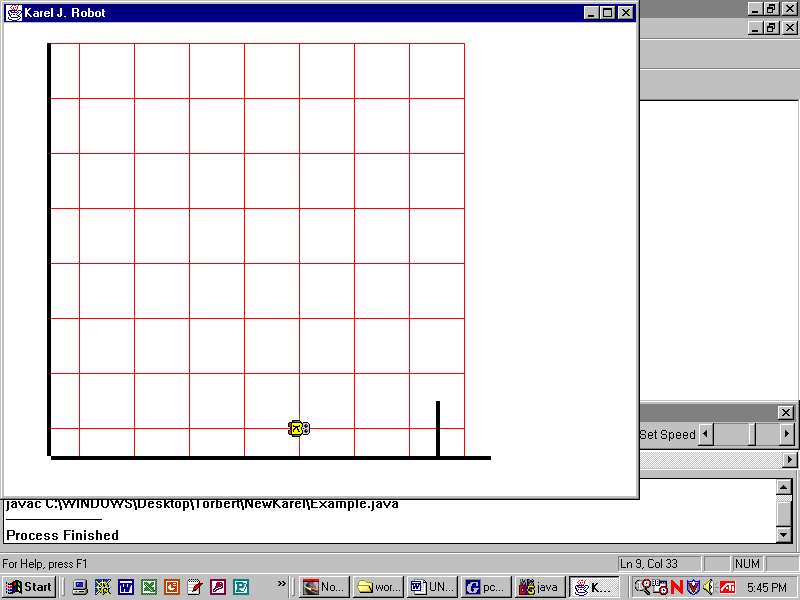 Karel J. Robot
Set Speed
javac C:\WINDOWS\Desktop\Torbert\NewKarel\Example.java
Process Finished
For Help, press F1
Ln 9, Col 33
NUM
Start
»
No...
wor...
UN...
pc...
java
K...
5:45 PM